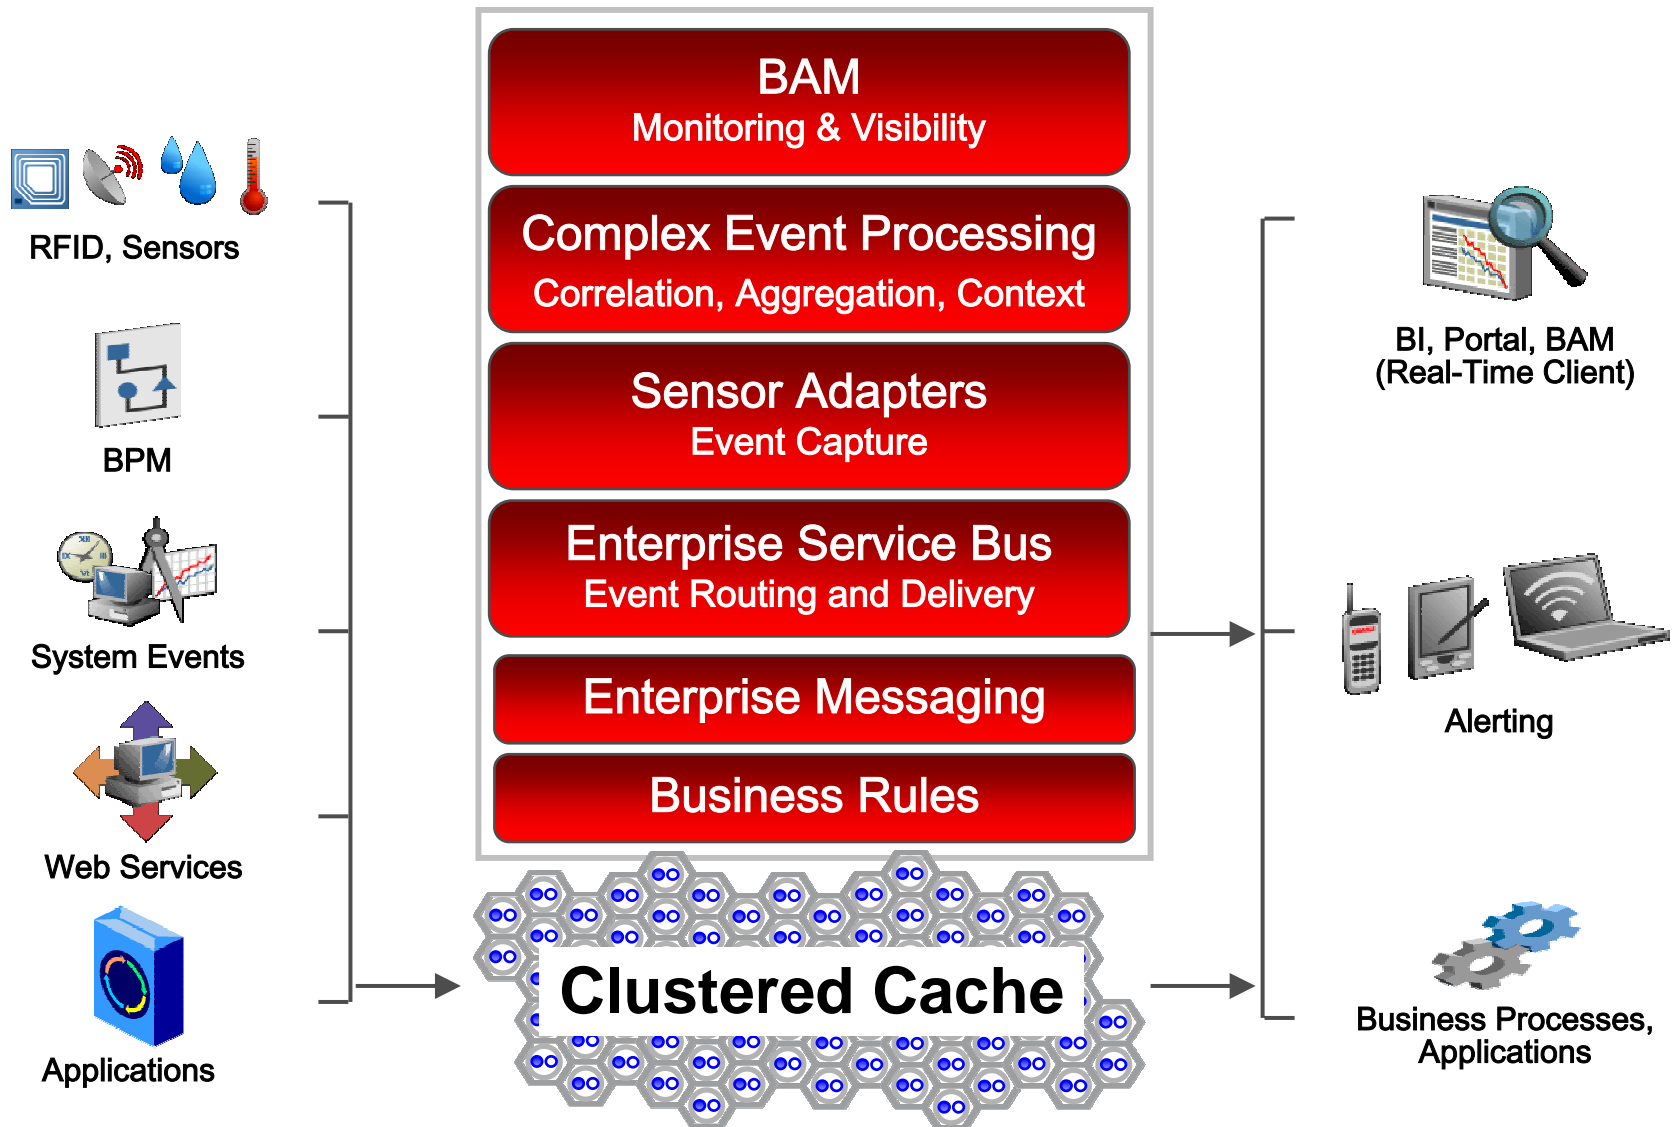 RFID, Sensors
BPM
System Events
Web Services
Applications
BAM
Monitoring & Visibility
Complex Event Processing
Correlation, Aggregation, Context
Sensor Adapters
Event Capture
Enterprise Service Bus
Event Routing and Delivery
Enterprise Messaging
Business Rules
Clustered Cache
BI, Portal, BAM
(Real-Time Client)
Alerting
Business Processes,
Applications